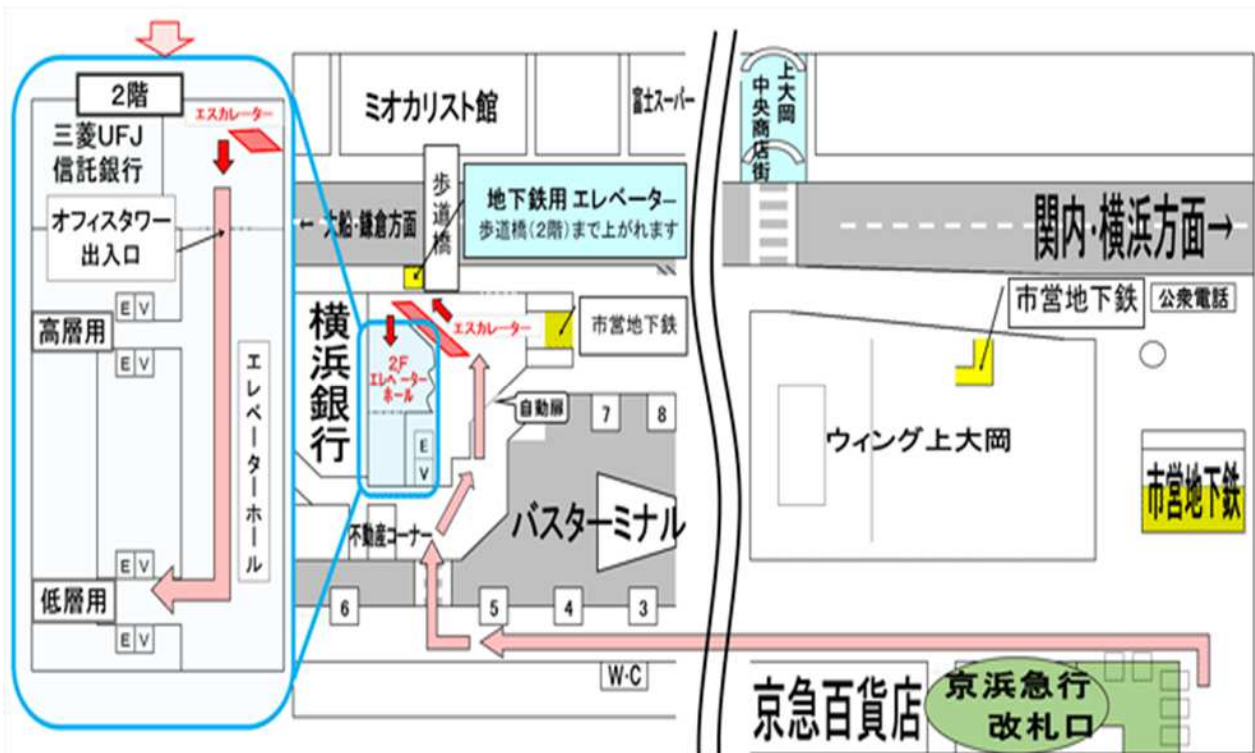 2階
エスカレーター
三菱UFJ
信託銀行
オフィスタワー
出入口
E V
高層用
E V
エレベーターホール
E V
低層用
E V
ミオカリスト館
富士スーパー
歩道橋
地下鉄用 エレベーター
歩道橋(2階)まで上がれます
← 大船・鎌倉方面
上大岡
中央商店街
関内・横浜方面→
横浜銀行
エスカレーター
市営地下鉄
2F
エレベーター
ホール
自動扉
E
V
7
8
バスターミナル
不動産コーナー
6
5
4
3
W・C
市営地下鉄
公衆電話
ウィング上大岡
市営地下鉄
京急百貨店
京浜急行
改札口